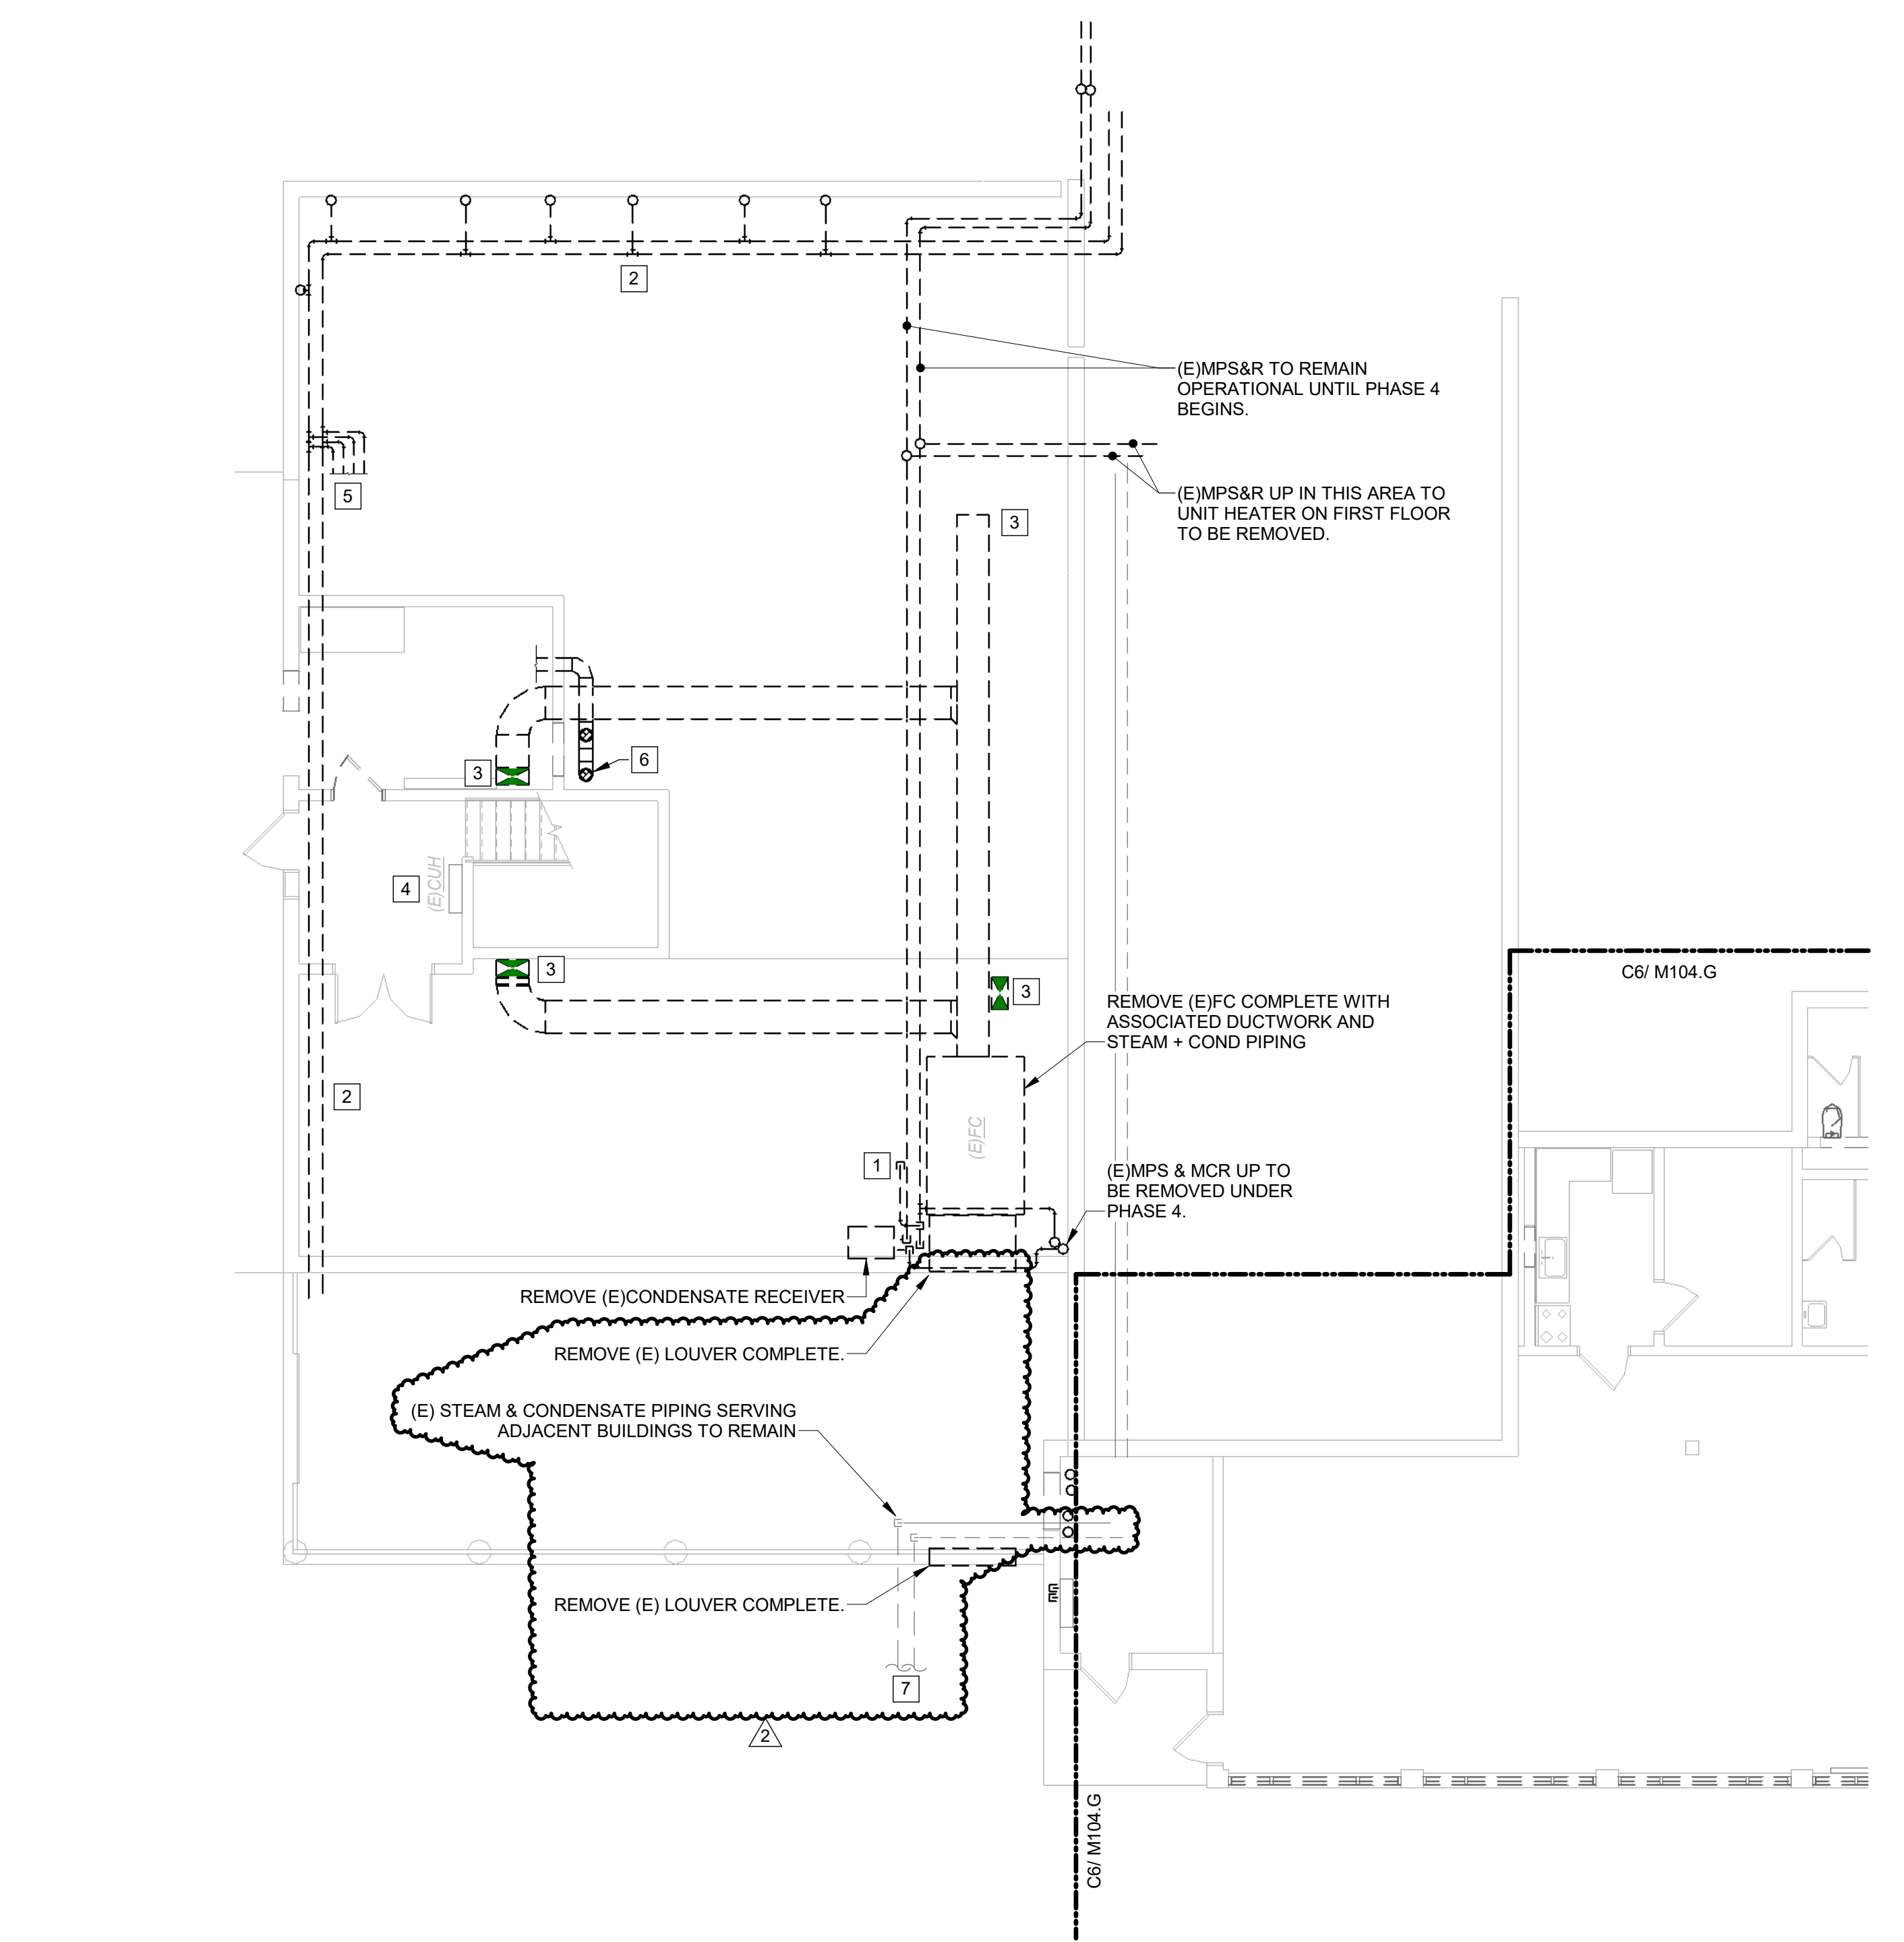 2
(E)MPS&R TO REMAIN
OPERATIONAL UNTIL PHASE 4
BEGINS.
5
(E)MPS&R UP IN THIS AREA TO
UNIT HEATER ON FIRST FLOOR
TO BE REMOVED.
3
6
3
4
(E)CUH
3
3
C6/ M104.G
REMOVE (E)FC COMPLETE WITH
ASSOCIATED DUCTWORK AND
STEAM + COND PIPING
2
(E)FC
1
(E)MPS & MCR UP TO
BE REMOVED UNDER
PHASE 4.
REMOVE (E)CONDENSATE RECEIVER
REMOVE (E) LOUVER COMPLETE.
(E) STEAM & CONDENSATE PIPING SERVING
ADJACENT BUILDINGS TO REMAIN
REMOVE (E) LOUVER COMPLETE.
7
2
C6/ M104.G